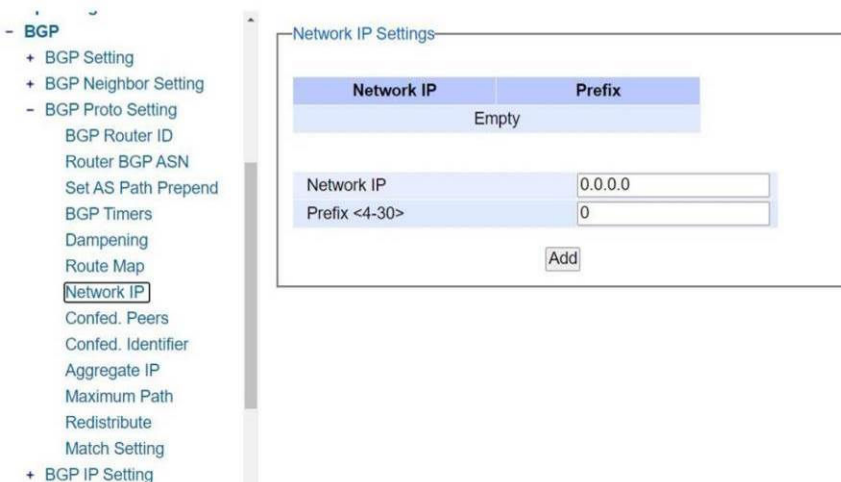 - BGP
+ BGP Setting
+ BGP Neighbor Setting
- BGP Proto Setting
BGP Router ID
Router BGP ASN
Set AS Path Prepend
BGP Timers
Dampening
Route Map
Network IP
Confed. Peers
Confed. Identifier
Aggregate IP
Maximum Path
Redistribute
Match Setting
+ BGP IP Setting
Network IP Settings
Network IP Prefix
Empty
Network IP 0.0.0.0
Prefix <4-30> 0
Add